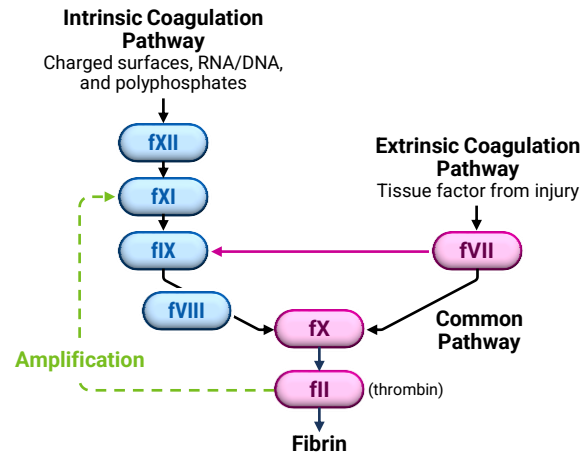 Intrinsic Coagulation
Pathway
Charged surfaces, RNA/DNA,
and polyphosphates
fXII
Extrinsic Coagulation
Pathway
Tissue factor from injury
fXI
fIX
fVII
fVIII
fX
Common
Pathway
Amplification
fII
(thrombin)
Fibrin